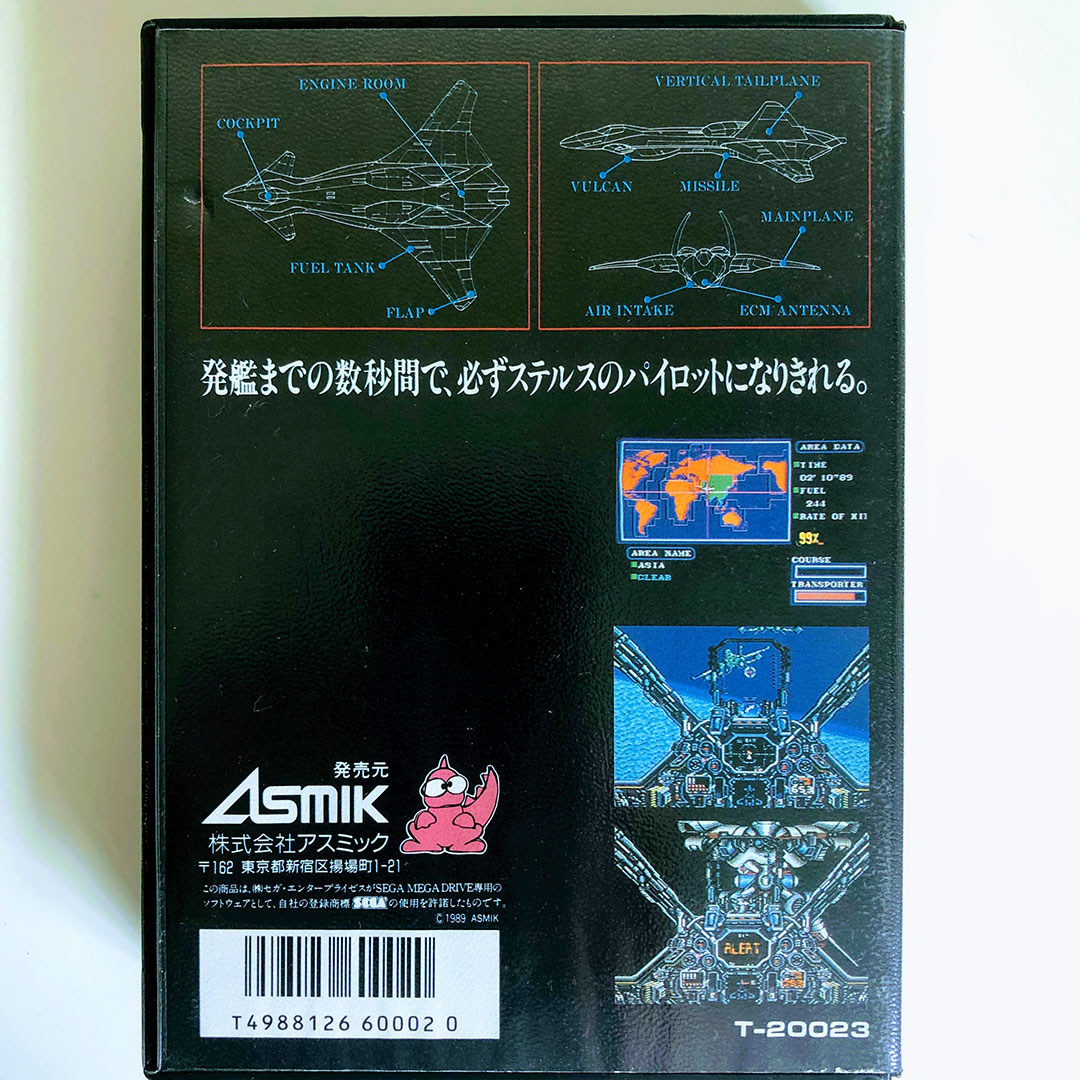 ENGINE ROOM
COCKPIT
FUEL TANK
FLAP
VERTICAL TAILPLANE
VULCAN
MISSILE
MAINPLANE
AIR INTAKE
ECM ANTENNA
発艦までの数秒間で、必ずステルスのパイロットになりきれる。
AREA DATA
TIME
02' 10"89
FUEL
244
RATE OF KI
99%
AREA NAME
ASIA
CLEAR
COURSE
TRANSPORTER
ALERT
発売元
ASMIK
株式会社アスミック
〒162 東京都新宿区揚場町1-21
この商品は、㈱セガ・エンタープライゼスがSEGA MEGA DRIVE専用の
ソフトウェアとして、自社の登録商標 SEGA® の使用を許諾したものです。
© 1989 ASMIK
T4988126 60002 0
T-20023